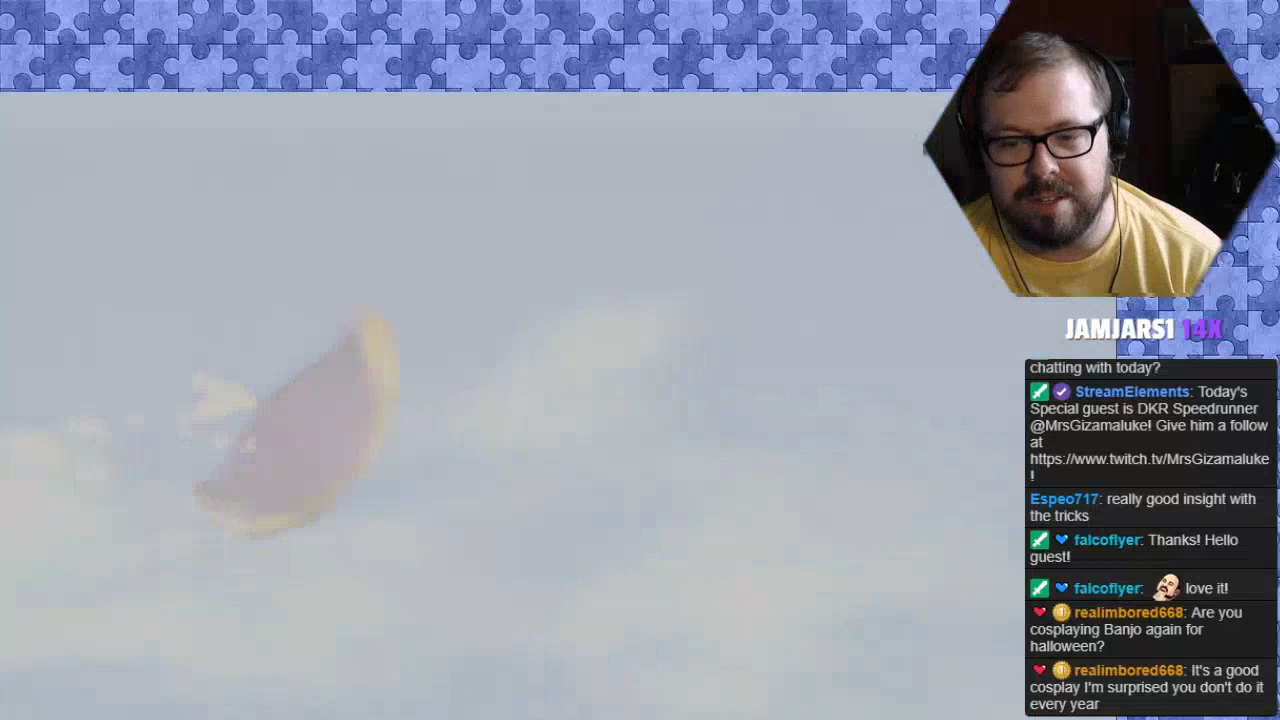 JAMJARS1 14X
chatting with today?
StreamElements: Today's
Special guest is DKR Speedrunner
@MrsGizamaluke! Give him a follow
at
https://www.twitch.tv/MrsGizamaluke
!
Espeo717: really good insight with
the tricks
falcoflyer: Thanks! Hello
guest!
falcoflyer: love it!
realimbored668: Are you
cosplaying Banjo again for
halloween?
realimbored668: It's a good
cosplay I'm surprised you don't do it
every year